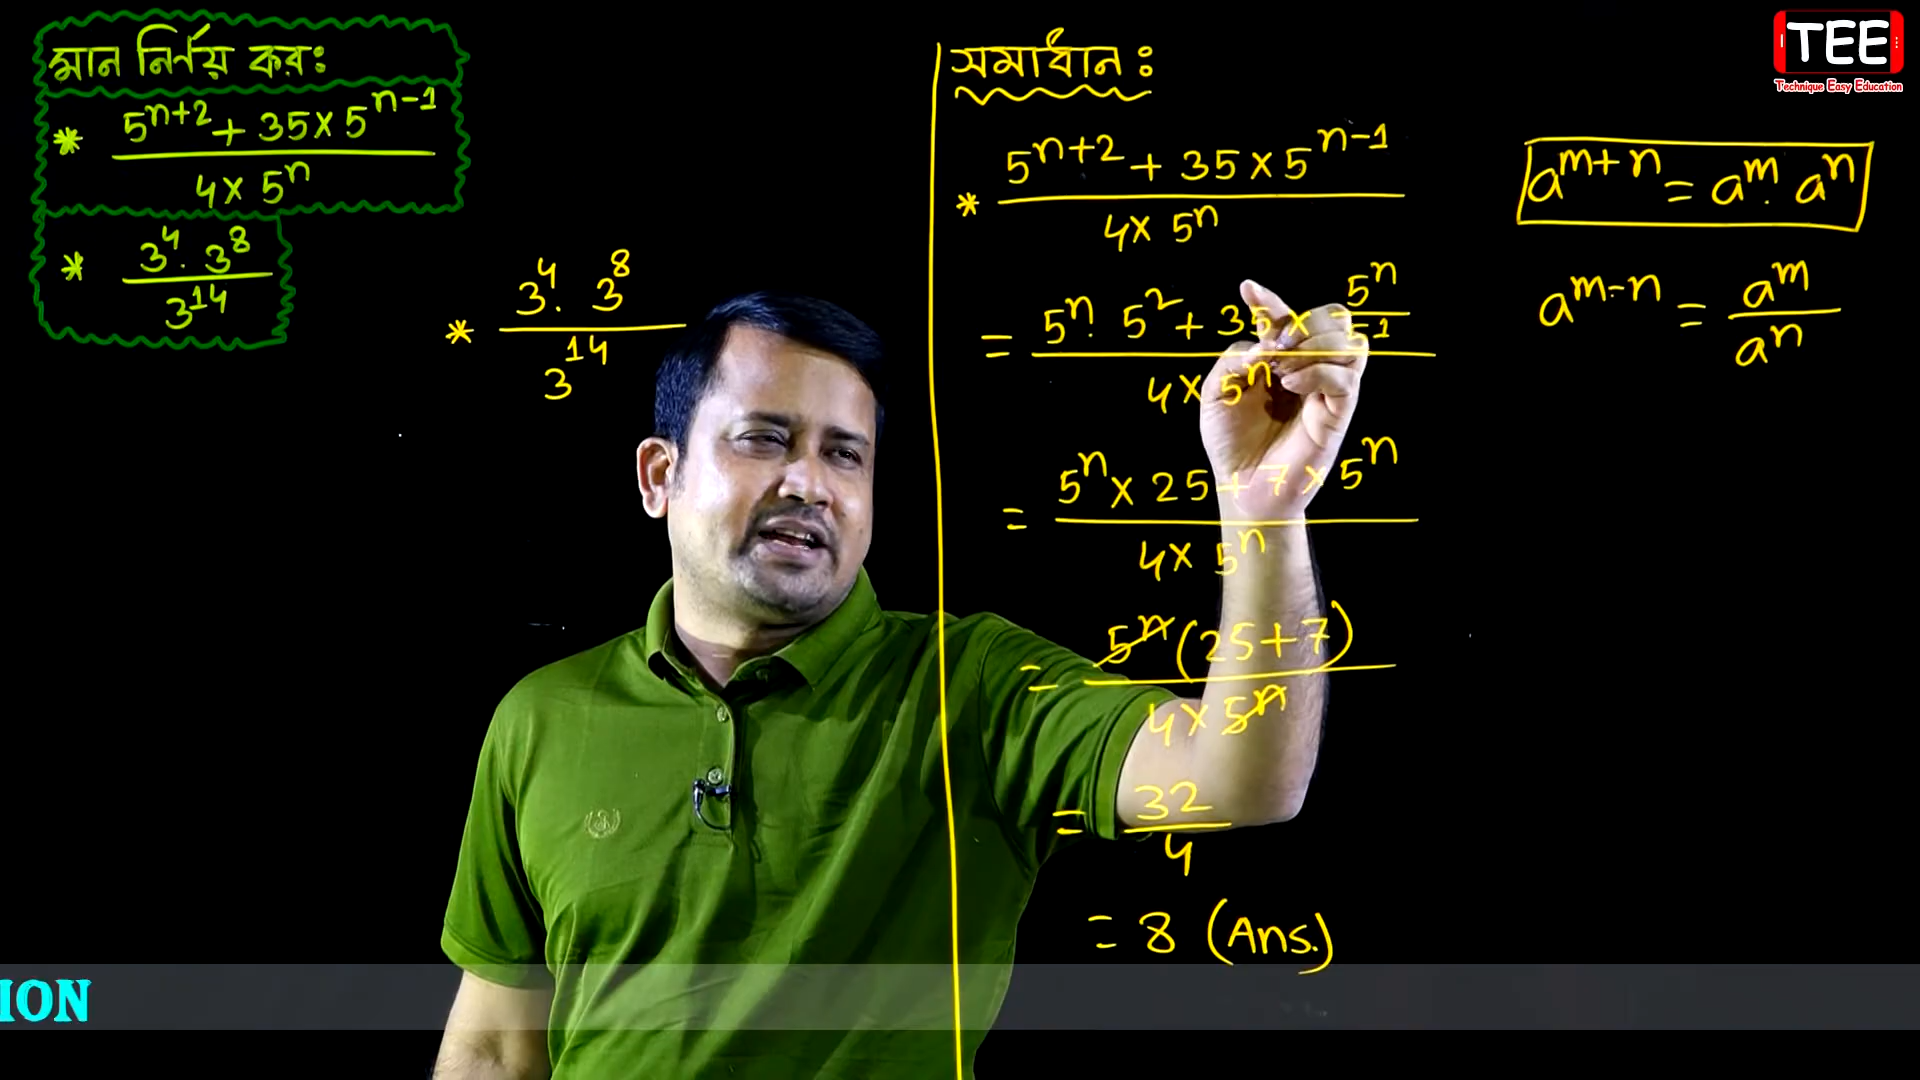 মান নির্ণয় করঃ
* (5^{n+2} + 35 × 5^{n-1}) / (4 × 5^n)
* (3^4 . 3^8) / 3^{14}
* (3^4 . 3^8) / 3^{14}
সমাধান :
* (5^{n+2} + 35 × 5^{n-1}) / (4 × 5^n)
= (5^n . 5^2 + 35 × 5^n / 5^1) / (4 × 5^n)
= (5^n × 25 + 7 × 5^n) / (4 × 5^n)
= 5^n (25 + 7) / (4 × 5^n)
= 32 / 4
= 8 (Ans.)
a^{m+n} = a^m . a^n
a^{m-n} = a^m / a^n
TEE
Technique Easy Education
ION